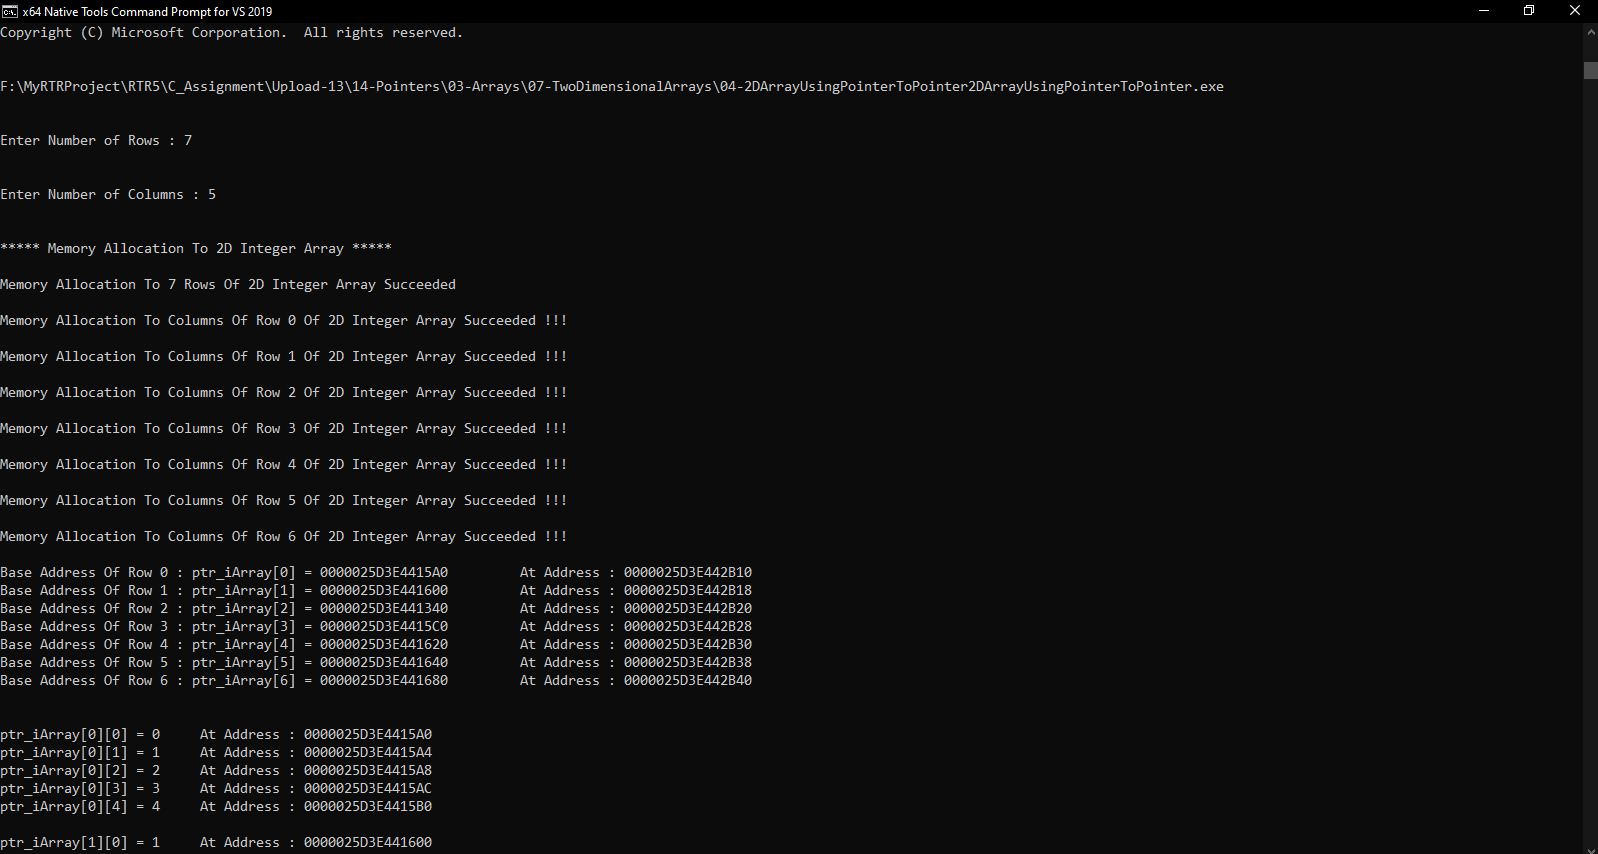 x64 Native Tools Command Prompt for VS 2019
Copyright (C) Microsoft Corporation.  All rights reserved.
F:\MyRTRProject\RTR5\C_Assignment\Upload-13\14-Pointers\03-Arrays\07-TwoDimensionalArrays\04-2DArrayUsingPointerToPointer2DArrayUsingPointerToPointer.exe
Enter Number of Rows : 7
Enter Number of Columns : 5
***** Memory Allocation To 2D Integer Array *****
Memory Allocation To 7 Rows Of 2D Integer Array Succeeded
Memory Allocation To Columns Of Row 0 Of 2D Integer Array Succeeded !!!
Memory Allocation To Columns Of Row 1 Of 2D Integer Array Succeeded !!!
Memory Allocation To Columns Of Row 2 Of 2D Integer Array Succeeded !!!
Memory Allocation To Columns Of Row 3 Of 2D Integer Array Succeeded !!!
Memory Allocation To Columns Of Row 4 Of 2D Integer Array Succeeded !!!
Memory Allocation To Columns Of Row 5 Of 2D Integer Array Succeeded !!!
Memory Allocation To Columns Of Row 6 Of 2D Integer Array Succeeded !!!
Base Address Of Row 0 : ptr_iArray[0] = 0000025D3E4415A0         At Address : 0000025D3E442B10
Base Address Of Row 1 : ptr_iArray[1] = 0000025D3E441600         At Address : 0000025D3E442B18
Base Address Of Row 2 : ptr_iArray[2] = 0000025D3E441340         At Address : 0000025D3E442B20
Base Address Of Row 3 : ptr_iArray[3] = 0000025D3E4415C0         At Address : 0000025D3E442B28
Base Address Of Row 4 : ptr_iArray[4] = 0000025D3E441620         At Address : 0000025D3E442B30
Base Address Of Row 5 : ptr_iArray[5] = 0000025D3E441640         At Address : 0000025D3E442B38
Base Address Of Row 6 : ptr_iArray[6] = 0000025D3E441680         At Address : 0000025D3E442B40
ptr_iArray[0][0] = 0     At Address : 0000025D3E4415A0
ptr_iArray[0][1] = 1     At Address : 0000025D3E4415A4
ptr_iArray[0][2] = 2     At Address : 0000025D3E4415A8
ptr_iArray[0][3] = 3     At Address : 0000025D3E4415AC
ptr_iArray[0][4] = 4     At Address : 0000025D3E4415B0
ptr_iArray[1][0] = 1     At Address : 0000025D3E441600